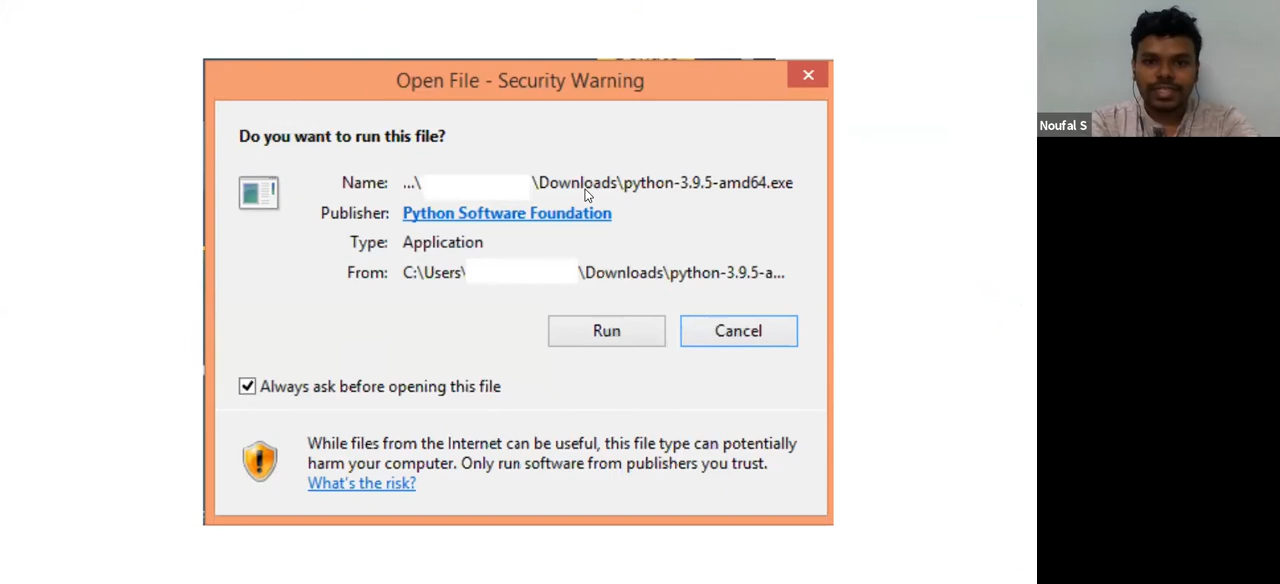 Open File - Security Warning
Do you want to run this file?
Name: ...\ \Downloads\python-3.9.5-amd64.exe
Publisher: Python Software Foundation
Type: Application
From: C:\Users\ \Downloads\python-3.9.5-a...
Run Cancel
Always ask before opening this file
While files from the Internet can be useful, this file type can potentially
harm your computer. Only run software from publishers you trust.
What's the risk?
Noufal S